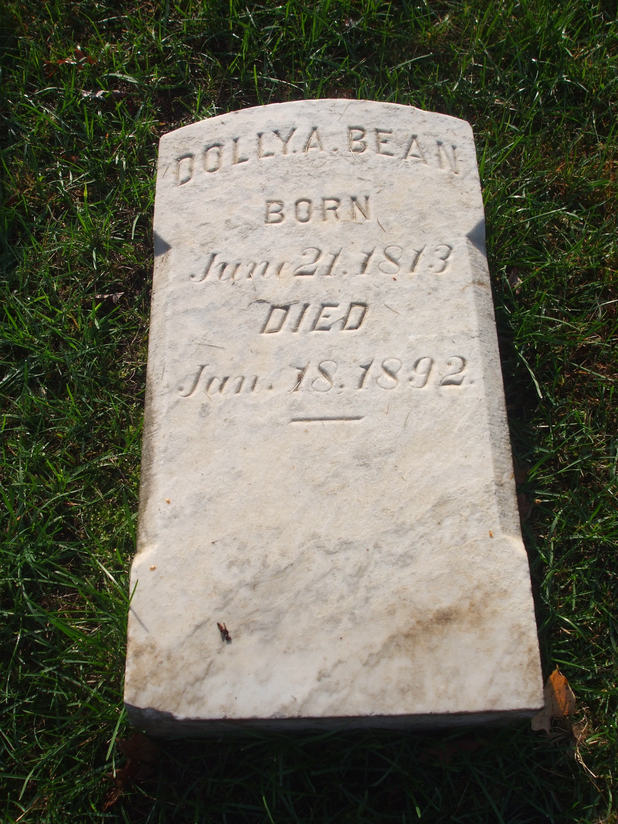 DOLLY A. BEAN
BORN
June 21. 1813
DIED
Jan. 18. 1892.